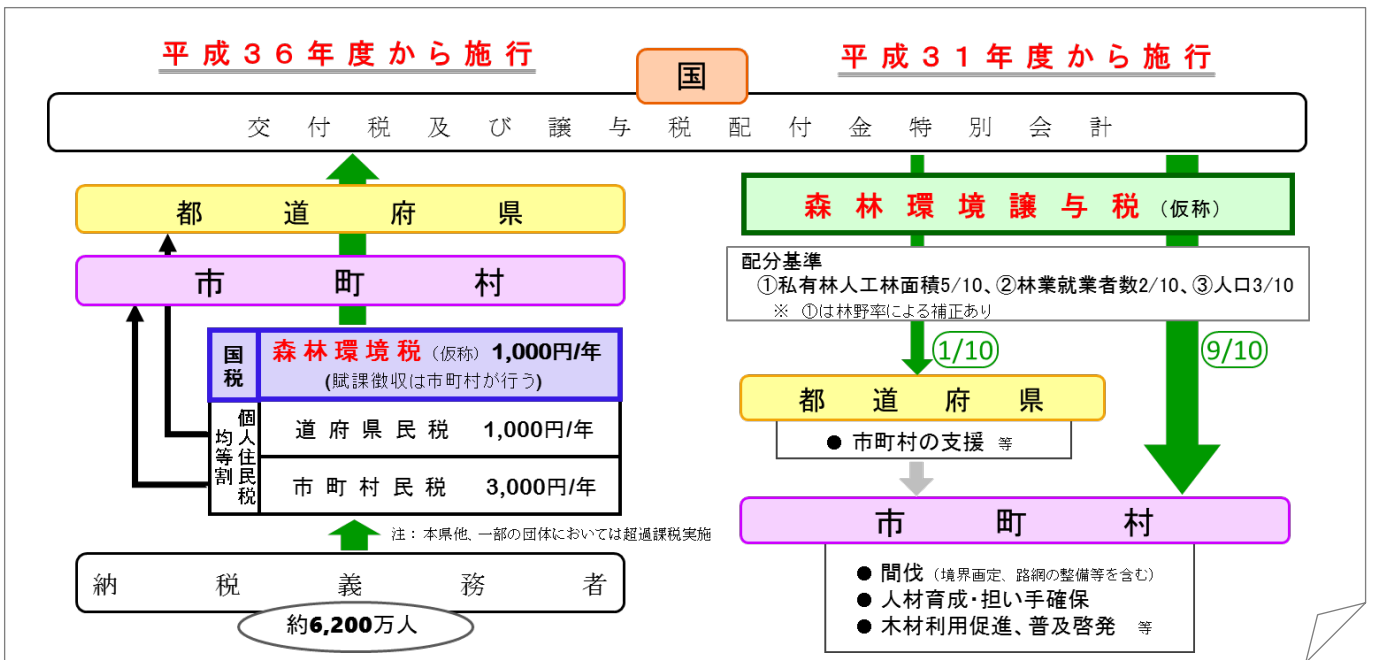 平成３６年度から施行
国
平成３１年度から施行
交付税及び譲与税配付金特別会計
都道府県
市町村
国税
森林環境税（仮称）1,000円/年
(賦課徴収は市町村が行う)
個人住民税
均等割
道府県民税 1,000円/年
市町村民税 3,000円/年
注：本県他、一部の団体においては超過課税実施
納税義務者
約6,200万人
森林環境譲与税（仮称）
配分基準
①私有林人工林面積5/10、②林業就業者数2/10、③人口3/10
※ ①は林野率による補正あり
1/10
9/10
都道府県
● 市町村の支援 等
市町村
● 間伐（境界画定、路網の整備等を含む）
● 人材育成・担い手確保
● 木材利用促進、普及啓発 等